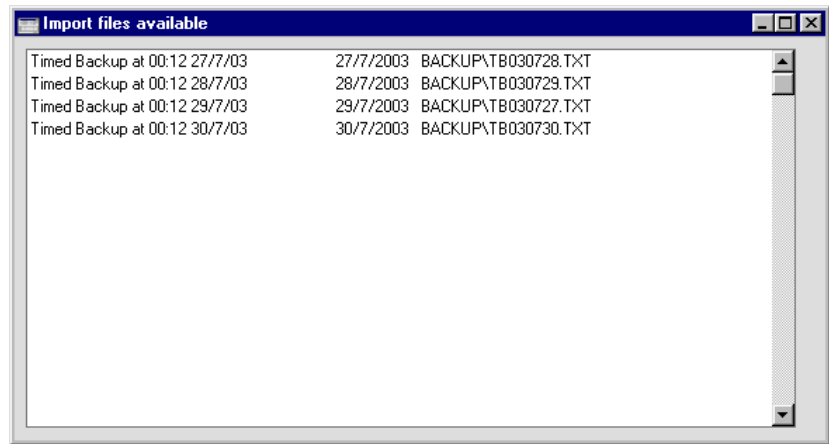 Import files available
Timed Backup at 00:12 27/7/03 27/7/2003 BACKUP\TB030728.TXT
Timed Backup at 00:12 28/7/03 28/7/2003 BACKUP\TB030729.TXT
Timed Backup at 00:12 29/7/03 29/7/2003 BACKUP\TB030727.TXT
Timed Backup at 00:12 30/7/03 30/7/2003 BACKUP\TB030730.TXT